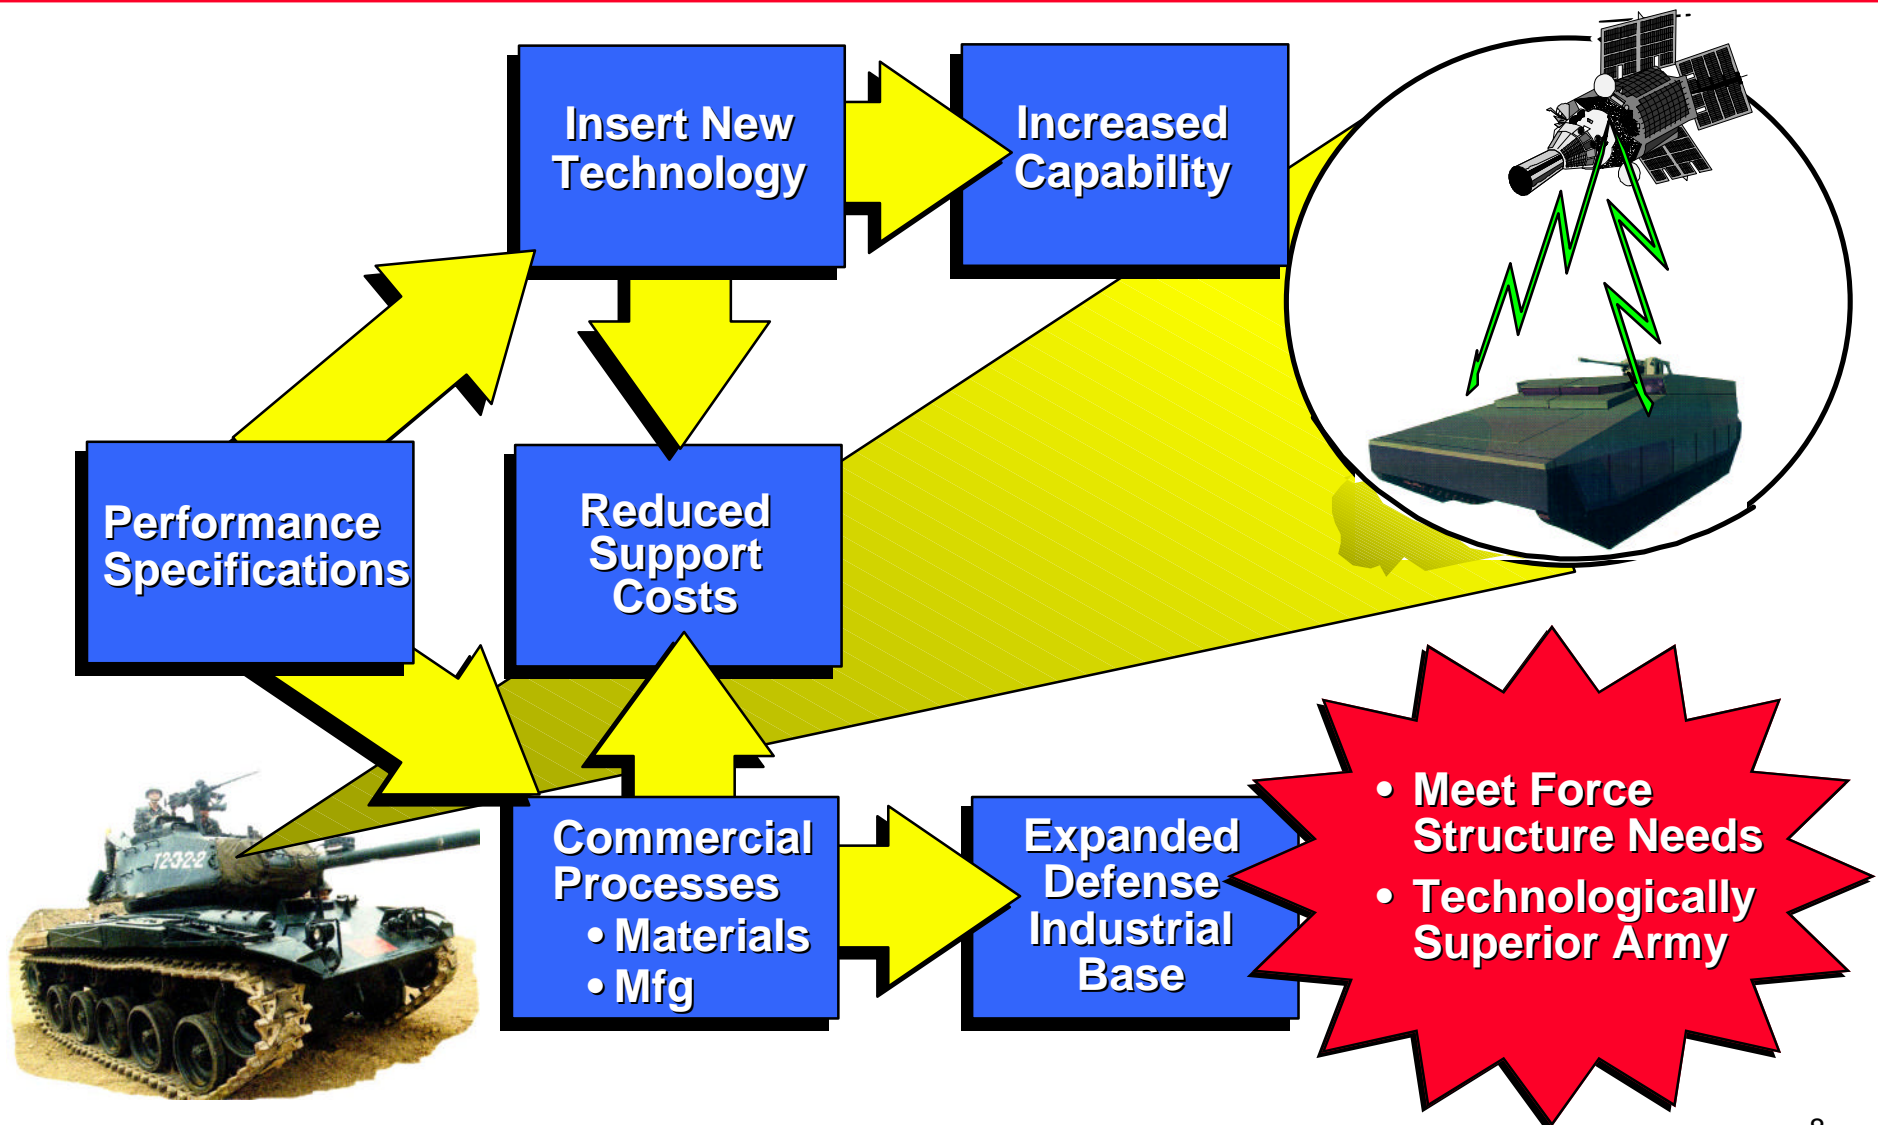 Insert New
Technology
Increased
Capability
Performance
Specifications
Reduced
Support
Costs
Commercial
Processes
• Materials
• Mfg
Expanded
Defense
Industrial
Base
• Meet Force
Structure Needs
• Technologically
Superior Army